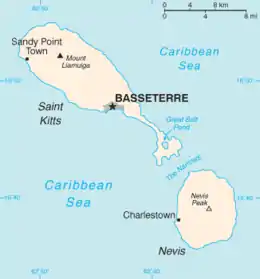 0 4 8 km
0 4 8 mi
Sandy Point
Town
Mount
Liamuiga
Caribbean
Sea
BASSETERRE
Saint
Kitts
Great Salt
Pond
The Narrows
Caribbean
Sea
Nevis
Peak
Charlestown
Nevis